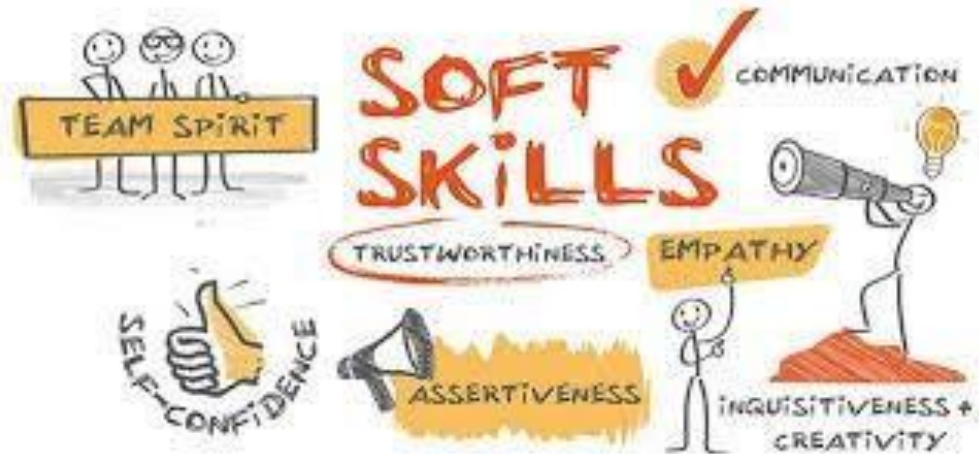 TEAM SPiRiT
SOFT
SKiLLS
COMMUNiCATiON
TRUSTWORTHiNESS
EMPATHY
SELF-CONFiDENCE
ASSERTiVENESS
iNQUiSiTiVENESS +
CREATiViTY